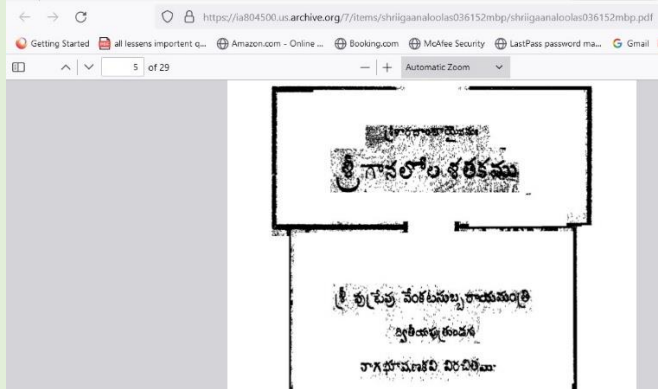 https://ia804500.us.archive.org/7/items/shriigaanaloolas036152mbp/shriigaanaloolas036152mbp.pdf
Getting Started all lessens importent q... Amazon.com - Online ... Booking.com McAfee Security LastPass password ma... Gmail
5 of 29 Automatic Zoom
శ్రీ గానలోల శతకము
శ్రీ వేంకటసుబ్బరాయమంత్రి
ద్వితీయపుత్రుండగు
రాగభూషణకవి విరచితము